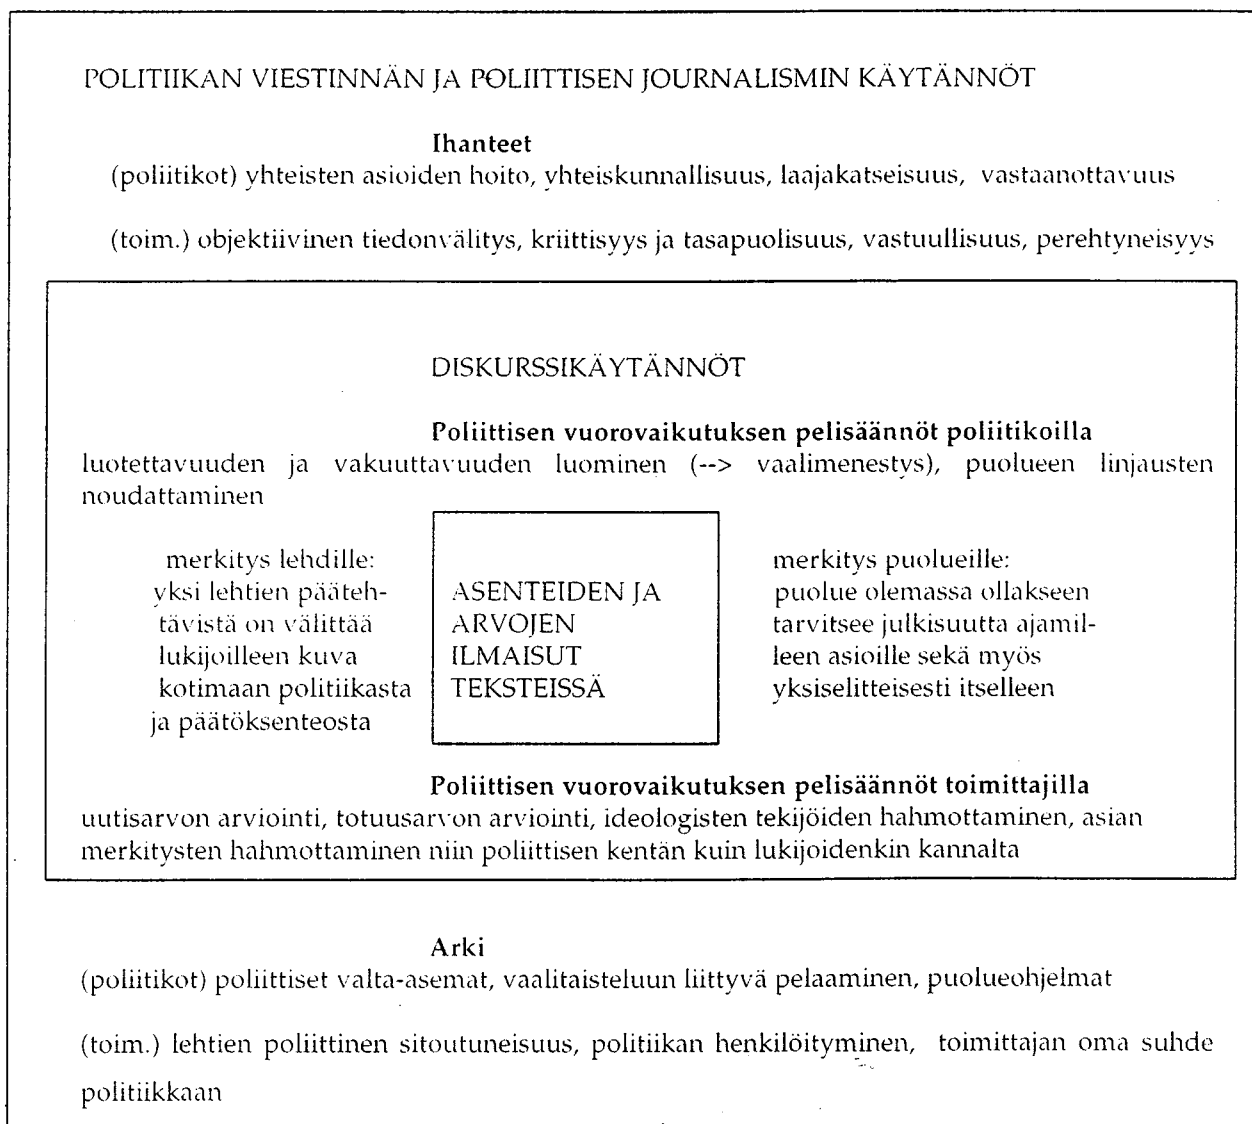 POLITIIKAN VIESTINNÄN JA POLIITTISEN JOURNALISMIN KÄYTÄNNÖT
Ihanteet
(poliitikot) yhteisten asioiden hoito, yhteiskunnallisuus, laajakatseisuus, vastaanottavuus
(toim.) objektiivinen tiedonvälitys, kriittisyys ja tasapuolisuus, vastuullisuus, perehtyneisyys
DISKURSSIKÄYTÄNNÖT
Poliittisen vuorovaikutuksen pelisäännöt poliitikoilla
luotettavuuden ja vakuuttavuuden luominen (--> vaalimenestys), puolueen linjausten
noudattaminen
merkitys lehdille:
yksi lehtien pääteh-
tävistä on välittää
lukijoilleen kuva
kotimaan politiikasta
ja päätöksenteosta
ASENTEIDEN JA
ARVOJEN
ILMAISUT
TEKSTEISSÄ
merkitys puolueille:
puolue olemassa ollakseen
tarvitsee julkisuutta ajamil-
leen asioille sekä myös
yksiselitteisesti itselleen
Poliittisen vuorovaikutuksen pelisäännöt toimittajilla
uutisarvon arviointi, totuusarvon arviointi, ideologisten tekijöiden hahmottaminen, asian
merkitysten hahmottaminen niin poliittisen kentän kuin lukijoidenkin kannalta
Arki
(poliitikot) poliittiset valta-asemat, vaalitaisteluun liittyvä pelaaminen, puolueohjelmat
(toim.) lehtien poliittinen sitoutuneisuus, politiikan henkilöityminen, toimittajan oma suhde
politiikkaan